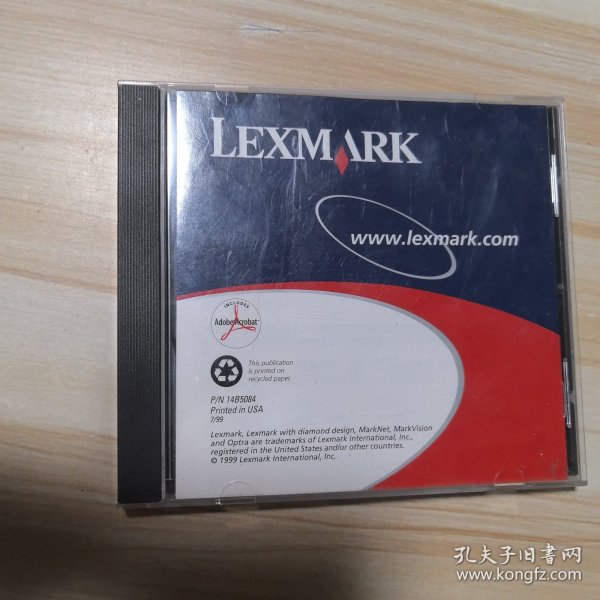 LEXMARK
www.lexmark.com
INCLUDES
Adobe Acrobat
This publication
is printed on
recycled paper.
P/N 14B5084
Printed in USA
7/99
Lexmark, Lexmark with diamond design, MarkNet, MarkVision
and Optra are trademarks of Lexmark International, Inc.,
registered in the United States and/or other countries.
© 1999 Lexmark International, Inc.
孔夫子旧书网
www.kongfz.com